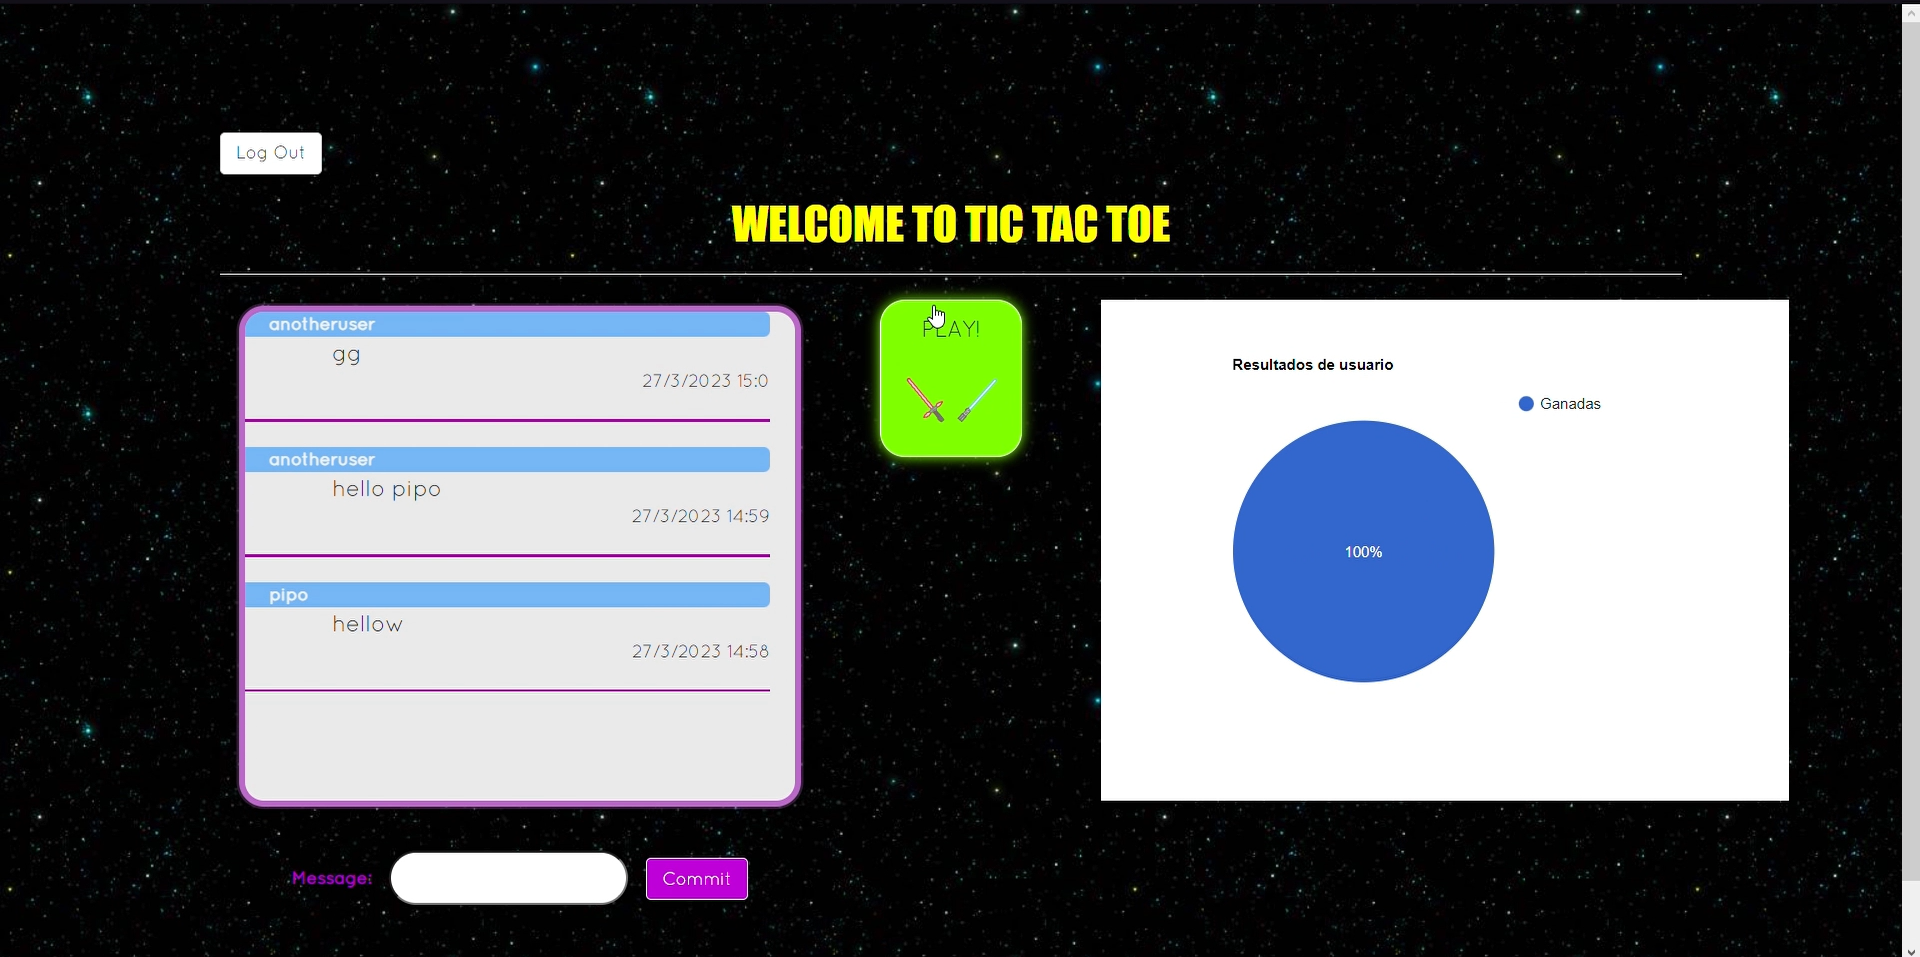 Log Out
WELCOME TO TIC TAC TOE
anotheruser
gg
27/3/2023 15:0
anotheruser
hello pipo
27/3/2023 14:59
pipo
hellow
27/3/2023 14:58
Message:
Commit
PLAY!
Resultados de usuario
Ganadas
100%